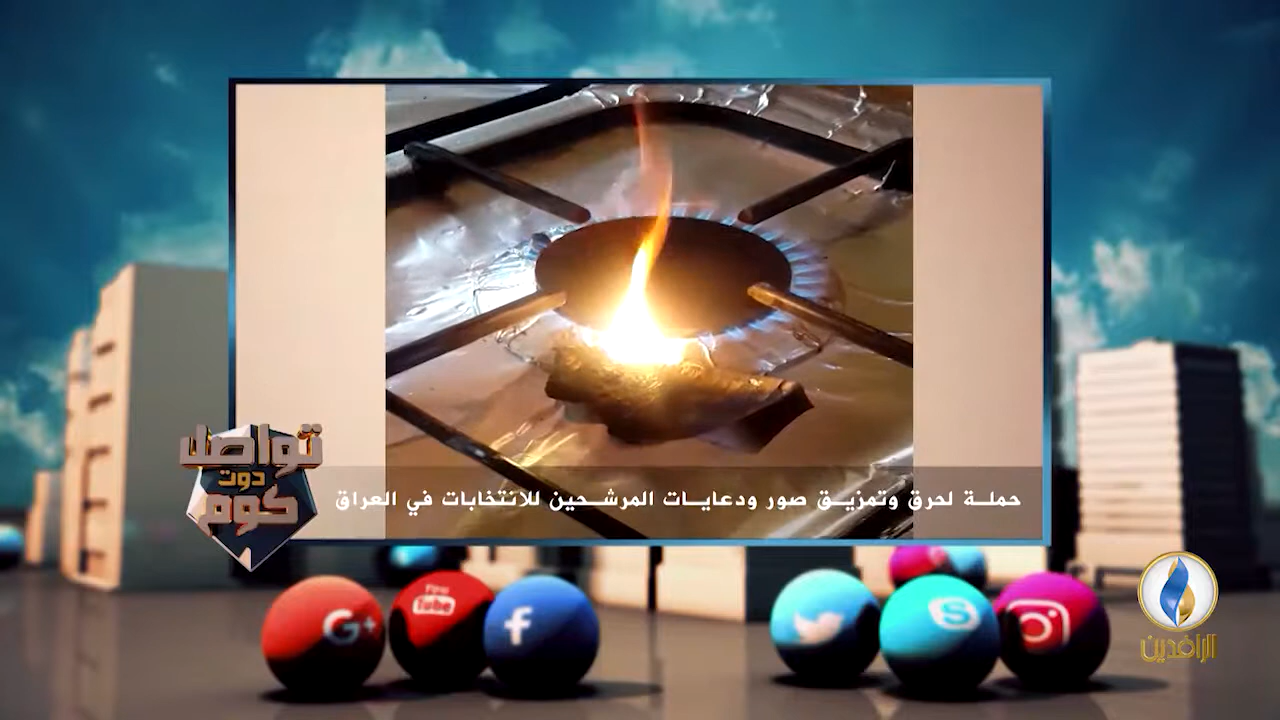 حملة لحرق وتمزيق صور ودعايات المرشحين للانتخابات في العراق
تواصل
دوت
كوم
G+
You
Tube
f
S
الرافدين